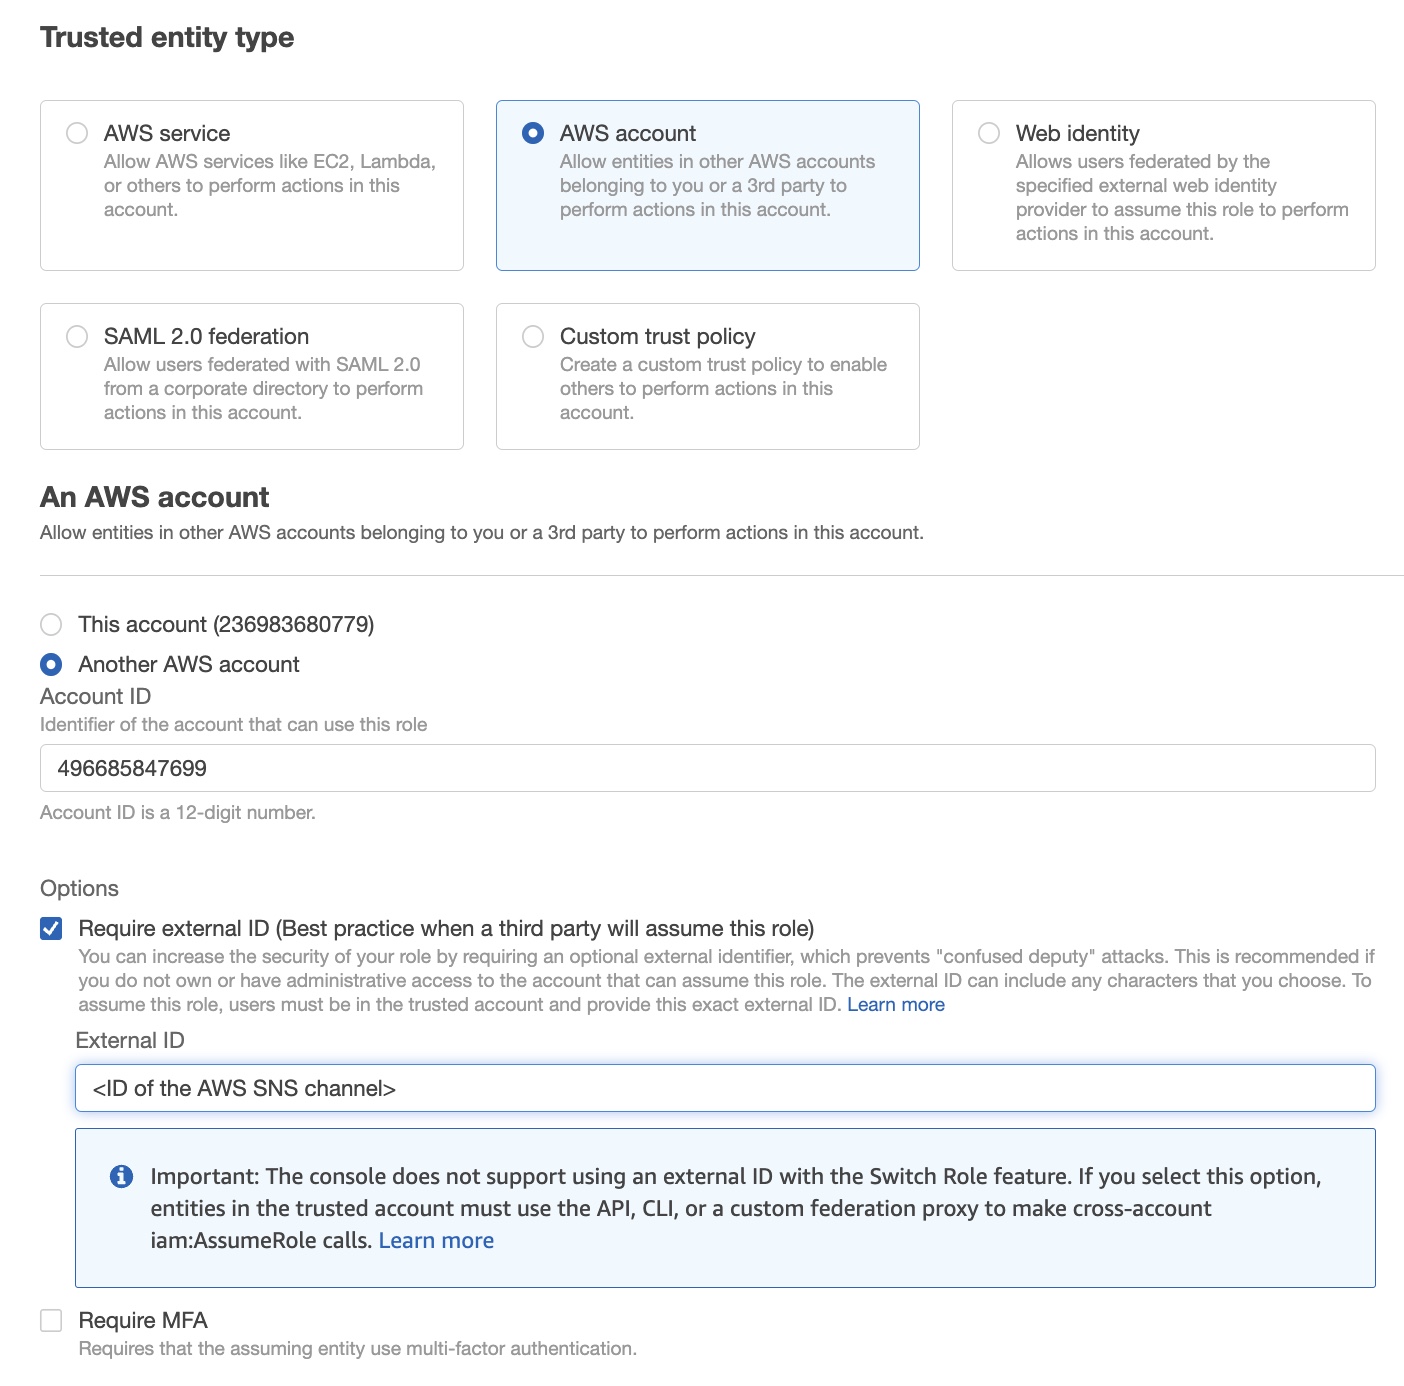 Trusted entity type
AWS service
Allow AWS services like EC2, Lambda,
or others to perform actions in this
account.
AWS account
Allow entities in other AWS accounts
belonging to you or a 3rd party to
perform actions in this account.
Web identity
Allows users federated by the
specified external web identity
provider to assume this role to perform
actions in this account.
SAML 2.0 federation
Allow users federated with SAML 2.0
from a corporate directory to perform
actions in this account.
Custom trust policy
Create a custom trust policy to enable
others to perform actions in this
account.
An AWS account
Allow entities in other AWS accounts belonging to you or a 3rd party to perform actions in this account.
This account (236983680779)
Another AWS account
Account ID
Identifier of the account that can use this role
496685847699
Account ID is a 12-digit number.
Options
Require external ID (Best practice when a third party will assume this role)
You can increase the security of your role by requiring an optional external identifier, which prevents "confused deputy" attacks. This is recommended if
you do not own or have administrative access to the account that can assume this role. The external ID can include any characters that you choose. To
assume this role, users must be in the trusted account and provide this exact external ID. Learn more
External ID
<ID of the AWS SNS channel>
Important: The console does not support using an external ID with the Switch Role feature. If you select this option,
entities in the trusted account must use the API, CLI, or a custom federation proxy to make cross-account
iam:AssumeRole calls. Learn more
Require MFA
Requires that the assuming entity use multi-factor authentication.